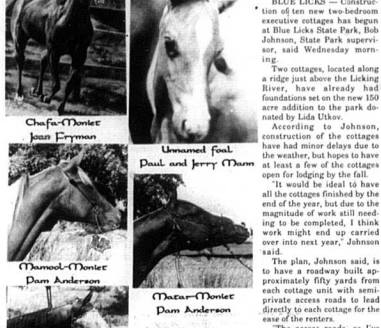 Chafa-Moniet
Joan Fryman
Unnamed foal
Paul and Jerry Mann
Mamool-Moniet
Pam Anderson
Matar-Moniet
Pam Anderson
BLUE LICKS — Construc-
tion of ten new two-bedroom
executive cottages has begun
at Blue Licks State Park, Bob
Johnson, State Park supervi-
sor, said Wednesday morn-
ing.
Two cottages, located along
a ridge just above the Licking
River, have already had
foundations set on the new 150
acre addition to the park do-
nated by Lida Utkov.
According to Johnson,
construction of the cottages
have had minor delays due to
the weather, but hopes to have
at least a few of the cottages
open for lodging by the fall.
"It would be ideal to have
all the cottages finished by the
end of the year, but due to the
magnitude of work still need-
ing to be completed, I think
work might end up carried
over into next year," Johnson
said.
The plan, Johnson said, is
to have a roadway built ap-
proximately fifty yards from
each cottage unit with semi-
private access roads to lead
directly to each cottage for the
ease of the renters.